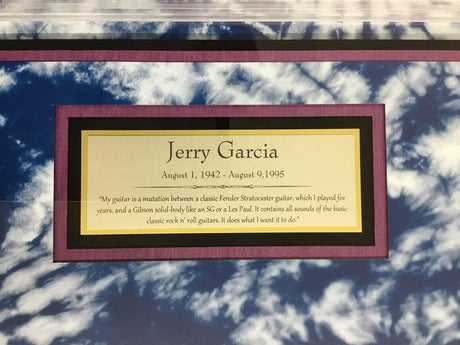 Jerry Garcia
August 1, 1942 - August 9,1995
"My guitar is a mutation between a classic Fender Stratocaster guitar, which I played for
years, and a Gibson solid-body like an SG or a Les Paul. It contains all sounds of the basic
classic rock n' roll guitars. It does what I want it to do."